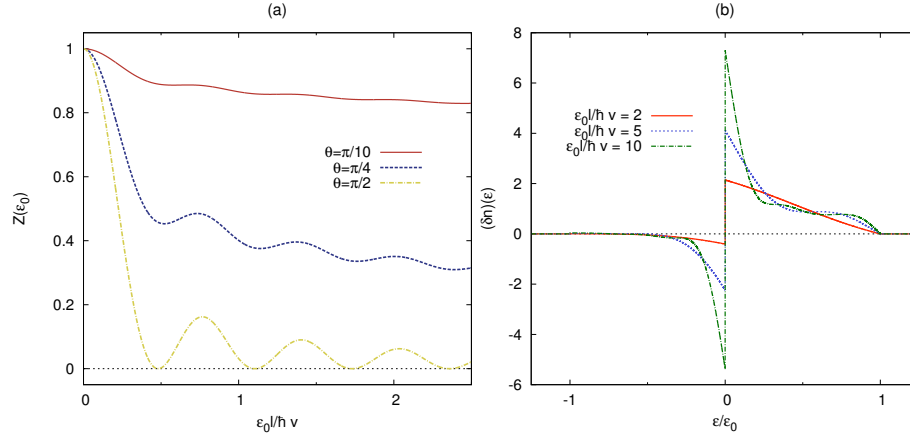 (a)
Z(ε₀)
1
0.8
0.6
0.4
0.2
0
θ=π/10
θ=π/4
θ=π/2
0
1
2
ε₀l/ħ v
(b)
(δn)(ε)
8
6
4
2
0
-2
-4
-6
ε₀l/ħ v = 2
ε₀l/ħ v = 5
ε₀l/ħ v = 10
-1
0
1
ε/ε₀